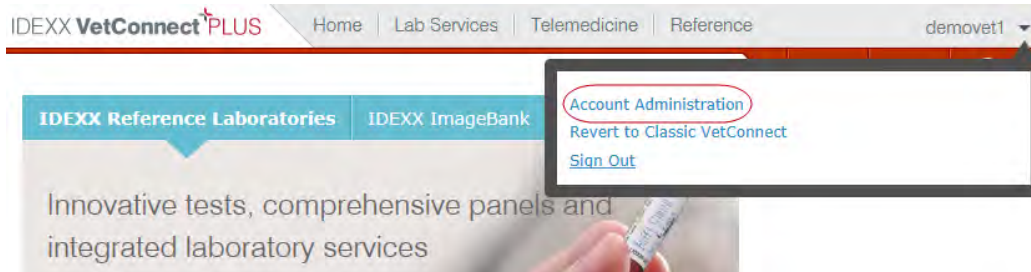 IDEXX VetConnect PLUS Home Lab Services Telemedicine Reference demovet1
Account Administration
Revert to Classic VetConnect
Sign Out
IDEXX Reference Laboratories IDEXX ImageBank
Innovative tests, comprehensive panels and
integrated laboratory services